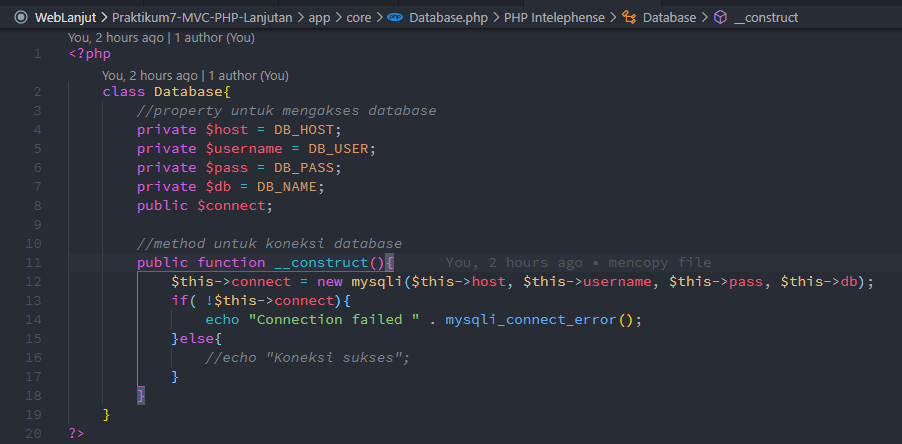 WebLanjut > Praktikum7-MVC-PHP-Lanjutan > app > core > php Database.php > PHP Intelephense > Database > __construct
You, 2 hours ago | 1 author (You)
1 <?php
You, 2 hours ago | 1 author (You)
2 class Database{
3 //property untuk mengakses database
4 private $host = DB_HOST;
5 private $username = DB_USER;
6 private $pass = DB_PASS;
7 private $db = DB_NAME;
8 public $connect;
9
10 //method untuk koneksi database
11 public function __construct(){ You, 2 hours ago • mencopy file
12 $this->connect = new mysqli($this->host, $this->username, $this->pass, $this->db);
13 if( !$this->connect){
14 echo "Connection failed " . mysqli_connect_error();
15 }else{
16 //echo "Koneksi sukses";
17 }
18 }
19 }
20 ?>